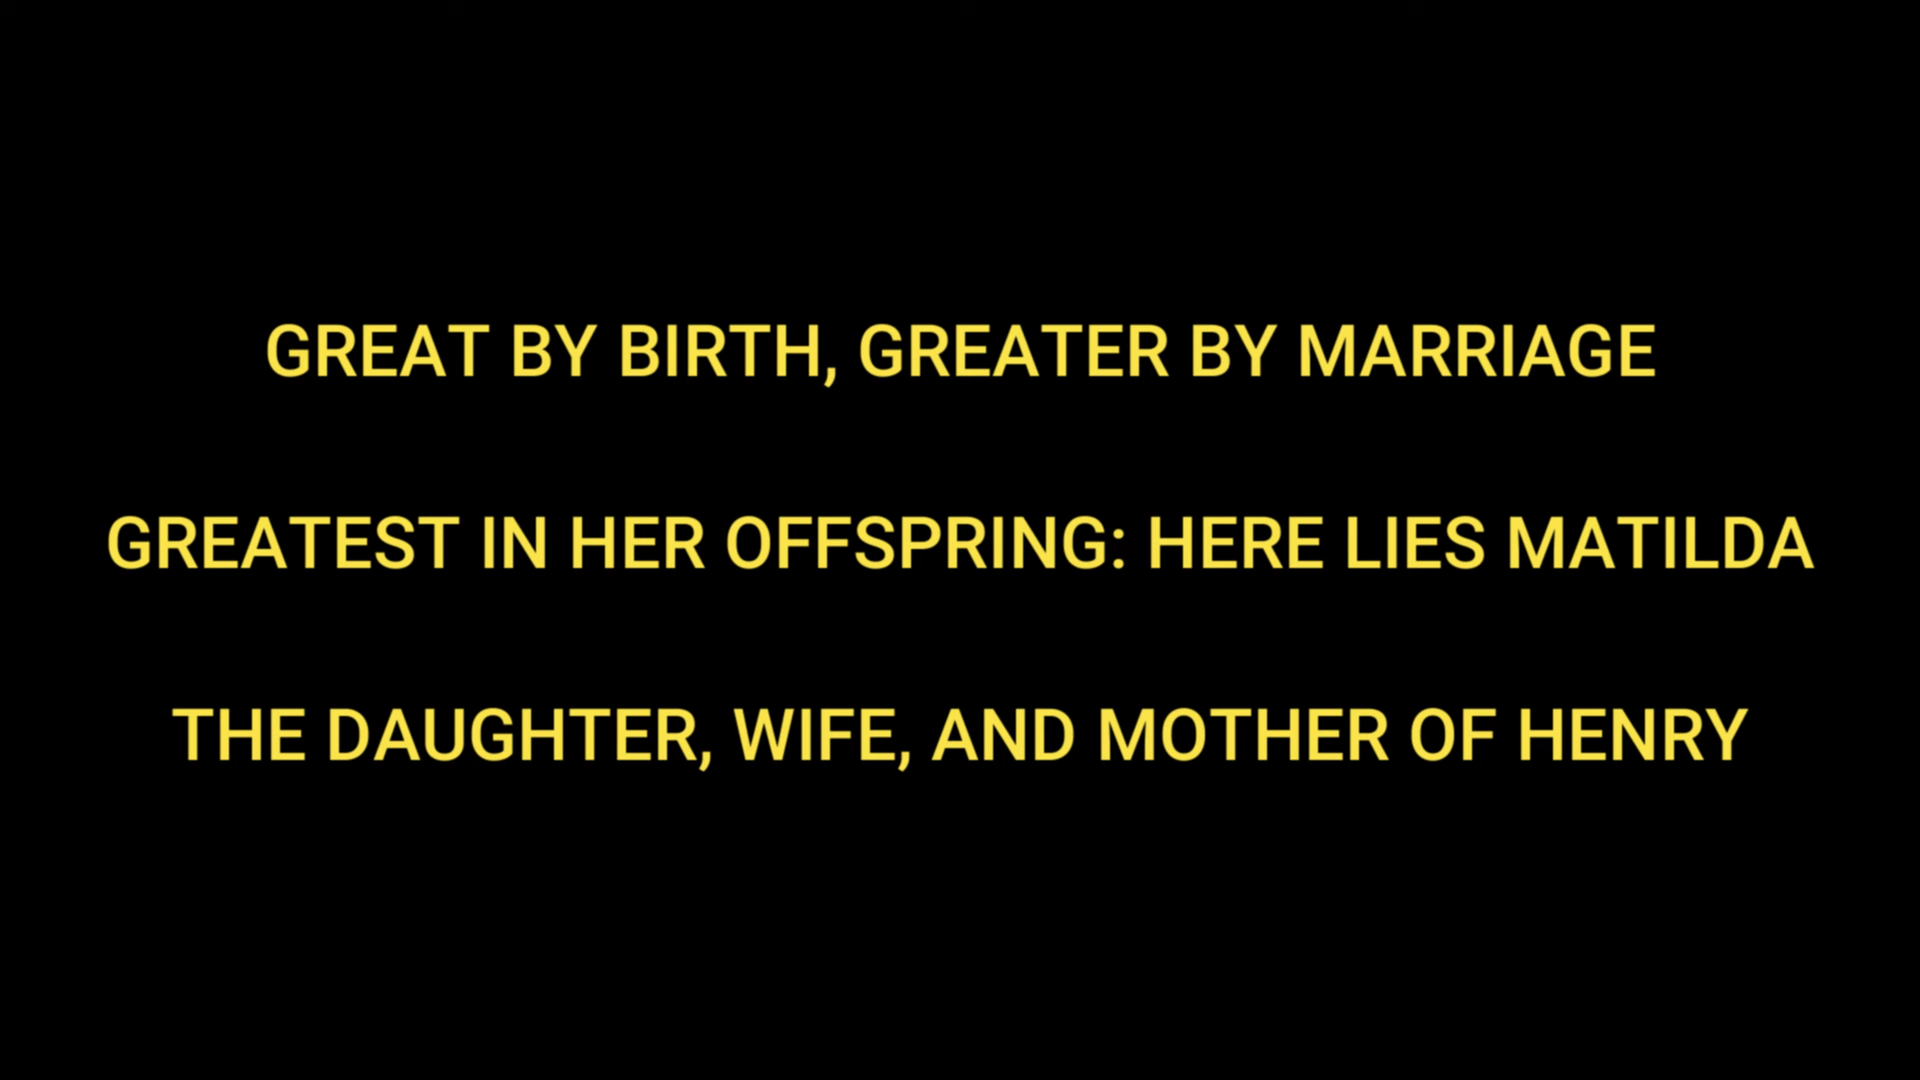 GREAT BY BIRTH, GREATER BY MARRIAGE
GREATEST IN HER OFFSPRING: HERE LIES MATILDA
THE DAUGHTER, WIFE, AND MOTHER OF HENRY